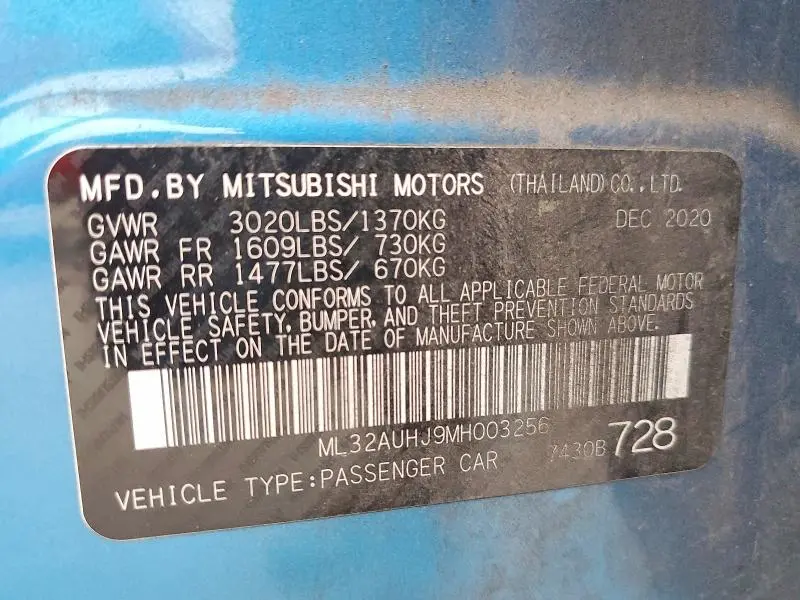 MFD.BY MITSUBISHI MOTORS (THAILAND)CO.,LTD.
GVWR 3020LBS/1370KG DEC 2020
GAWR FR 1609LBS/ 730KG
GAWR RR 1477LBS/ 670KG
THIS VEHICLE CONFORMS TO ALL APPLICABLE FEDERAL MOTOR
VEHICLE SAFETY, BUMPER, AND THEFT PREVENTION STANDARDS
IN EFFECT ON THE DATE OF MANUFACTURE SHOWN ABOVE.
ML32AUHJ9MH003256
7430B 728
VEHICLE TYPE:PASSENGER CAR